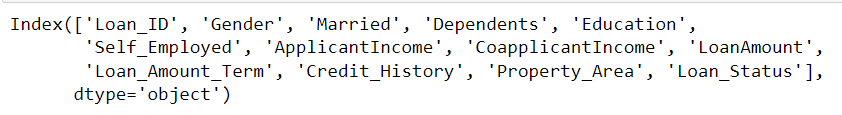 Index(['Loan_ID', 'Gender', 'Married', 'Dependents', 'Education',
'Self_Employed', 'ApplicantIncome', 'CoapplicantIncome', 'LoanAmount',
'Loan_Amount_Term', 'Credit_History', 'Property_Area', 'Loan_Status'],
dtype='object')